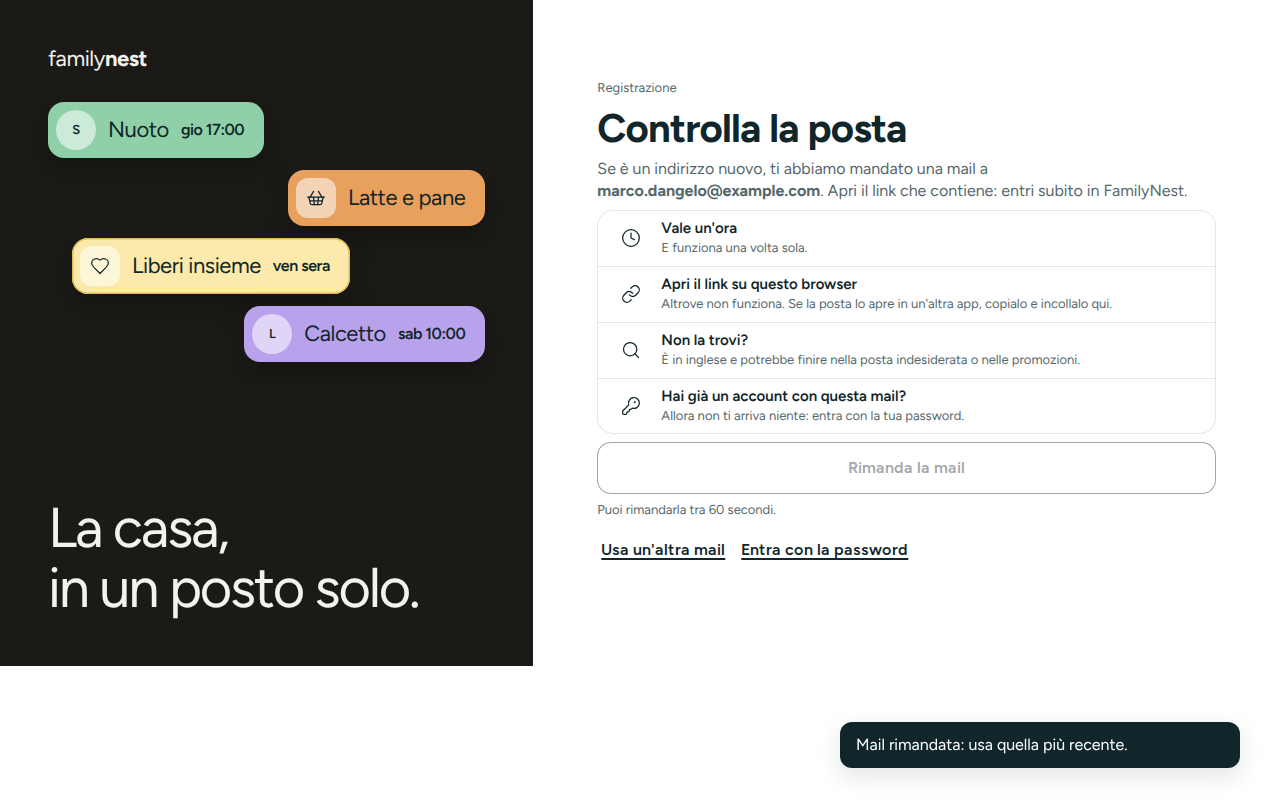 familynest
S Nuoto gio 17:00
Latte e pane
Liberi insieme ven sera
L Calcetto sab 10:00
La casa,
in un posto solo.
Registrazione
Controlla la posta
Se è un indirizzo nuovo, ti abbiamo mandato una mail a
marco.dangelo@example.com. Apri il link che contiene: entri subito in FamilyNest.
Vale un'ora
E funziona una volta sola.
Apri il link su questo browser
Altrove non funziona. Se la posta lo apre in un'altra app, copialo e incollalo qui.
Non la trovi?
È in inglese e potrebbe finire nella posta indesiderata o nelle promozioni.
Hai già un account con questa mail?
Allora non ti arriva niente: entra con la tua password.
Rimanda la mail
Puoi rimandarla tra 60 secondi.
Usa un'altra mail Entra con la password
Mail rimandata: usa quella più recente.